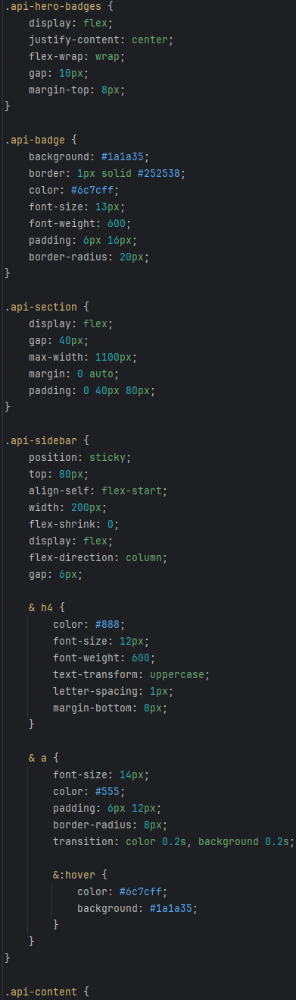 .api-hero-badges {
    display: flex;
    justify-content: center;
    flex-wrap: wrap;
    gap: 10px;
    margin-top: 8px;
}

.api-badge {
    background: #1a1a35;
    border: 1px solid #252538;
    color: #6c7cff;
    font-size: 13px;
    font-weight: 600;
    padding: 6px 16px;
    border-radius: 20px;
}

.api-section {
    display: flex;
    gap: 40px;
    max-width: 1100px;
    margin: 0 auto;
    padding: 0 40px 80px;
}

.api-sidebar {
    position: sticky;
    top: 80px;
    align-self: flex-start;
    width: 200px;
    flex-shrink: 0;
    display: flex;
    flex-direction: column;
    gap: 6px;

    & h4 {
        color: #888;
        font-size: 12px;
        font-weight: 600;
        text-transform: uppercase;
        letter-spacing: 1px;
        margin-bottom: 8px;
    }

    & a {
        font-size: 14px;
        color: #555;
        padding: 6px 12px;
        border-radius: 8px;
        transition: color 0.2s, background 0.2s;

        &:hover {
            color: #6c7cff;
            background: #1a1a35;
        }
    }
}

.api-content {